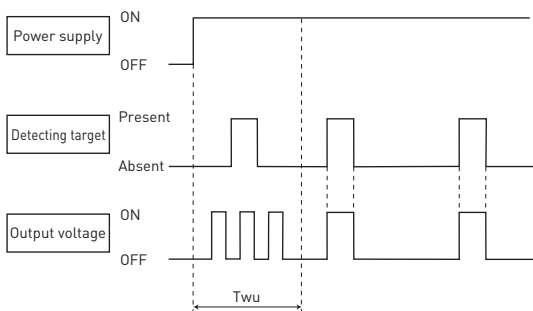 Power supply
ON
OFF
Detecting target
Present
Absent
Output voltage
ON
OFF
Twu